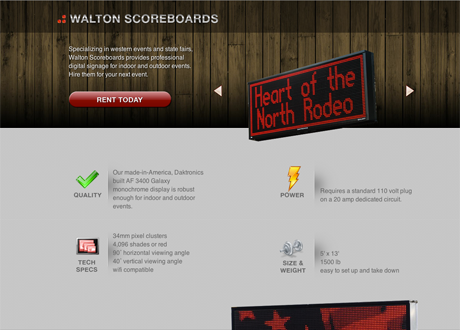 WALTON SCOREBOARDS
Specializing in western events and state fairs,
Walton Scoreboards provides professional
digital signage for indoor and outdoor events.
Hire them for your next event.
RENT TODAY
Heart of the
North Rodeo
QUALITY
Our made-in-America, Daktronics
built AF 3400 Galaxy
monochrome display is robust
enough for indoor and outdoor
events.
POWER
Requires a standard 110 volt plug
on a 20 amp dedicated circuit.
TECH
SPECS
34mm pixel clusters
4,096 shades or red
90° horizontal viewing angle
40° vertical viewing angle
wifi compatible
SIZE &
WEIGHT
5' x 13'
1500 lb
easy to set up and take down